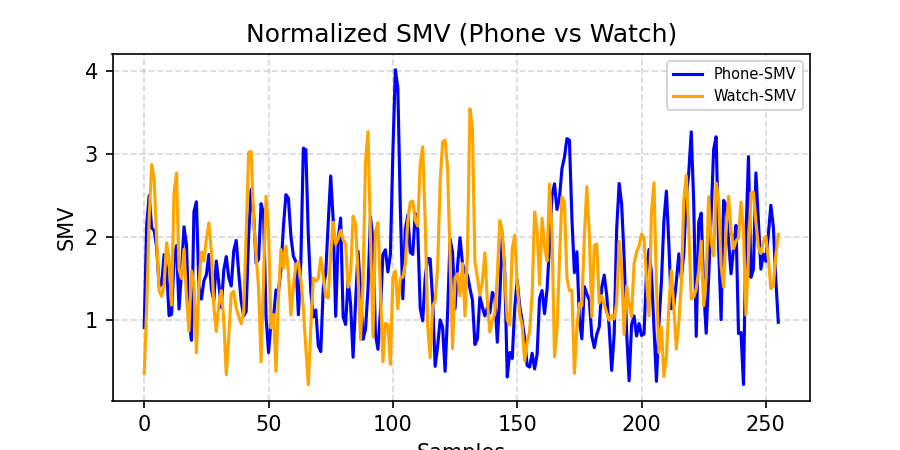 Normalized SMV (Phone vs Watch)
4
3
2
1
SMV
Phone-SMV
Watch-SMV
0 50 100 150 200 250
Samples